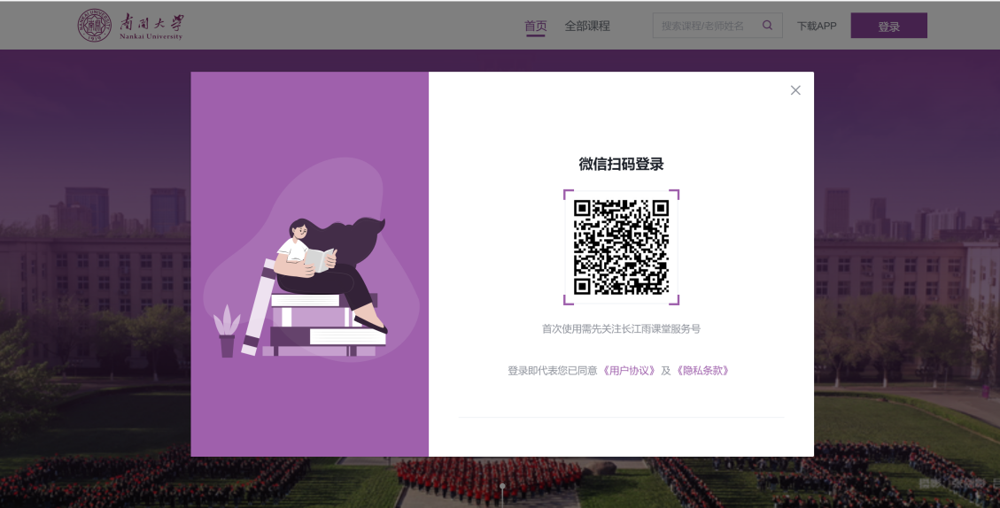 南開大學
Nankai University
1919
首页
全部课程
搜索课程/老师姓名
下载APP
登录
微信扫码登录
首次使用需先关注长江雨课堂服务号
登录即代表您已同意《用户协议》及《隐私条款》